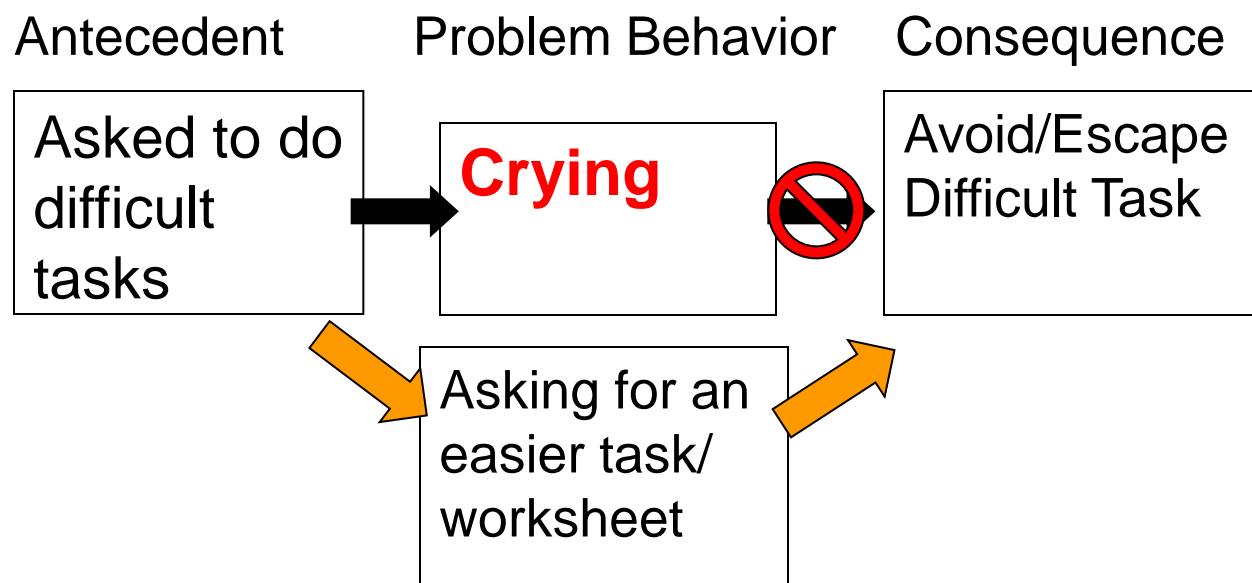 Antecedent
Problem Behavior
Consequence
Asked to do
difficult
tasks
Crying
Avoid/Escape
Difficult Task
Asking for an
easier task/
worksheet